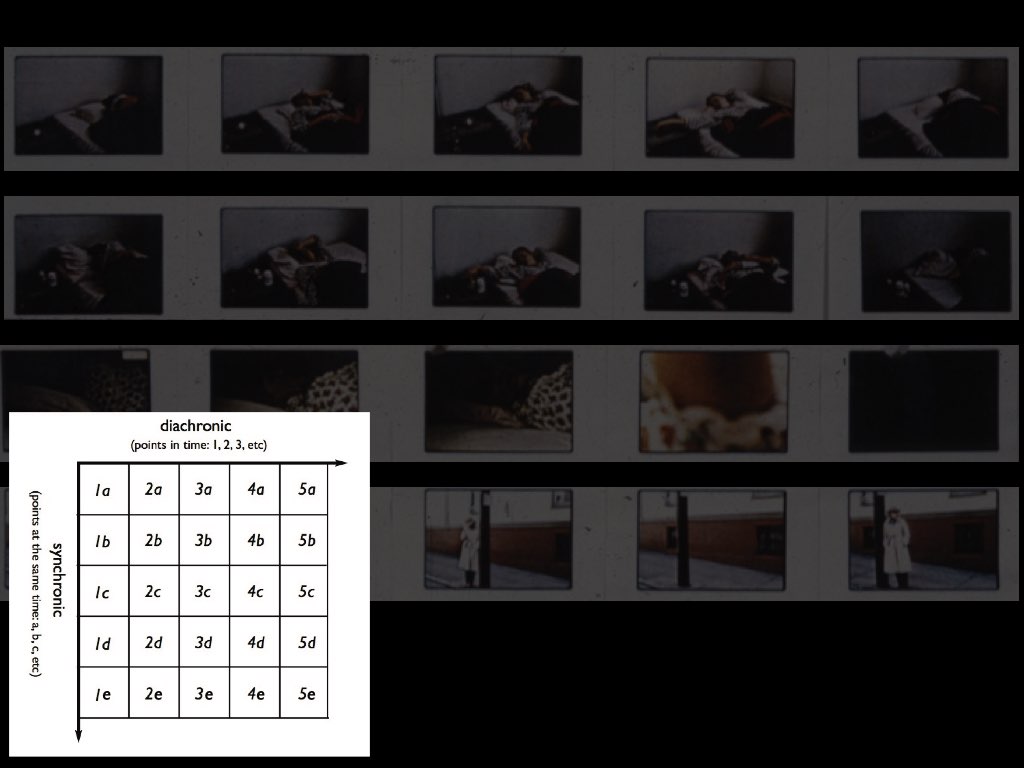 diachronic
(points in time: 1, 2, 3, etc)
synchronic
(points at the same time: a, b, c, etc)
1a 2a 3a 4a 5a
1b 2b 3b 4b 5b
1c 2c 3c 4c 5c
1d 2d 3d 4d 5d
1e 2e 3e 4e 5e